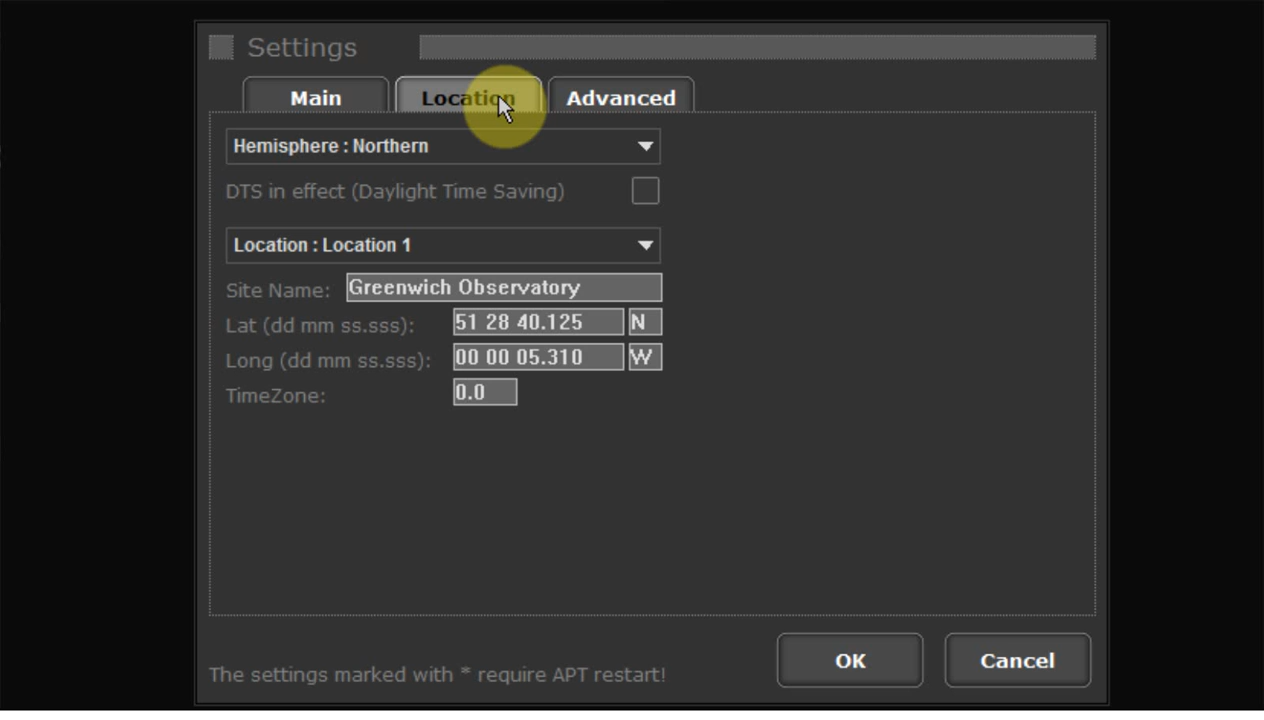 Settings
Main Location Advanced
Hemisphere : Northern
DTS in effect (Daylight Time Saving)
Location : Location 1
Site Name: Greenwich Observatory
Lat (dd mm ss.sss): 51 28 40.125 N
Long (dd mm ss.sss): 00 00 05.310 W
TimeZone: 0.0
The settings marked with * require APT restart! OK Cancel